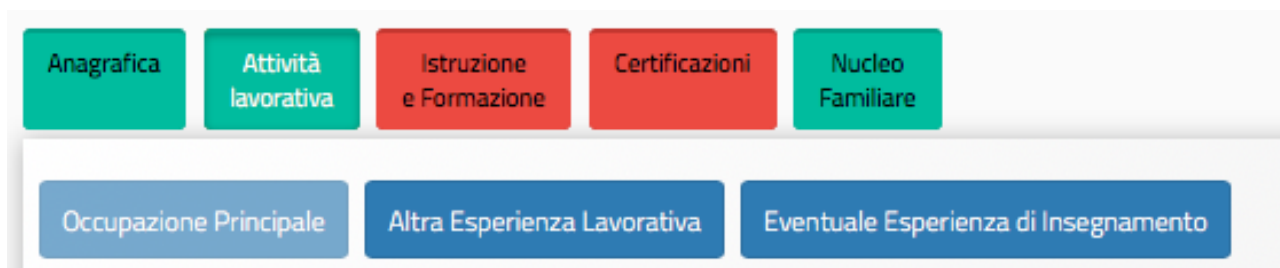 Anagrafica
Attività
lavorativa
Istruzione
e Formazione
Certificazioni
Nucleo
Familiare
Occupazione Principale
Altra Esperienza Lavorativa
Eventuale Esperienza di Insegnamento